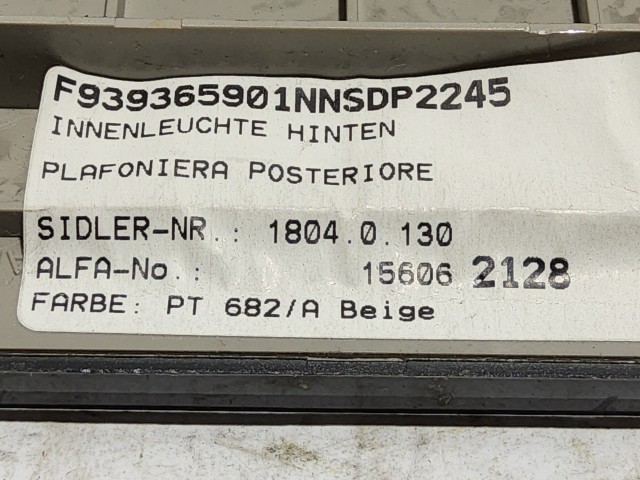 F939365901NNSDP2245
INNENLEUCHTE HINTEN
PLAFONIERA POSTERIORE
SIDLER-NR.: 1804.0.130
ALFA-No.: 15606 2128
FARBE: PT 682/A Beige